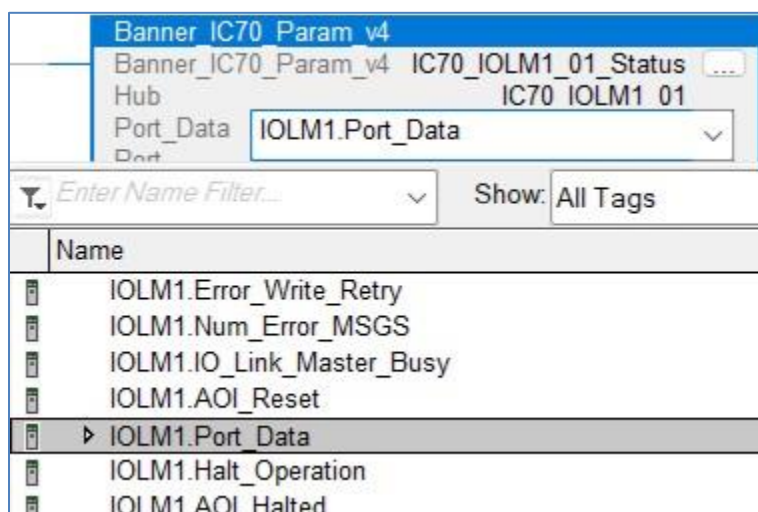 Banner_IC70_Param_v4
Banner_IC70_Param_v4 IC70_IOLM1_01_Status ...
Hub IC70_IOLM1_01
Port_Data IOLM1.Port_Data
Port
Enter Name Filter... Show: All Tags
Name
IOLM1.Error_Write_Retry
IOLM1.Num_Error_MSGS
IOLM1.IO_Link_Master_Busy
IOLM1.AOI_Reset
IOLM1.Port_Data
IOLM1.Halt_Operation
IOLM1.AOI_Halted